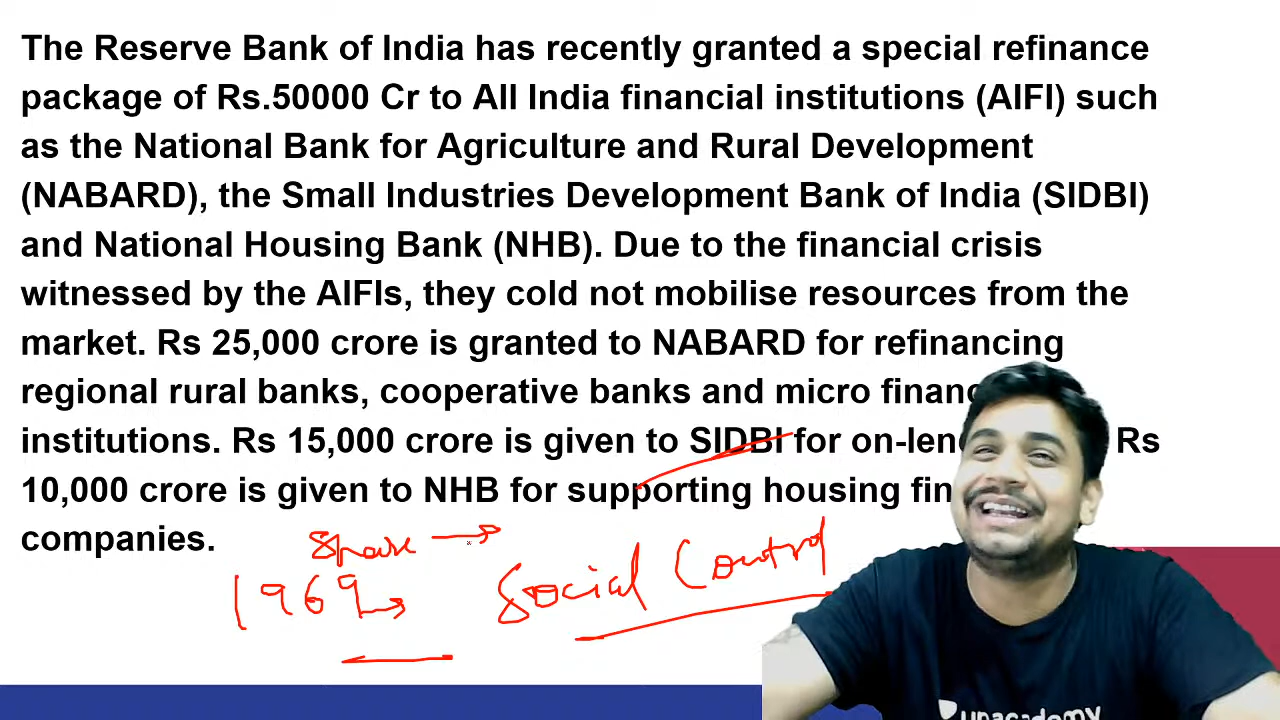 The Reserve Bank of India has recently granted a special refinance
package of Rs.50000 Cr to All India financial institutions (AIFI) such
as the National Bank for Agriculture and Rural Development
(NABARD), the Small Industries Development Bank of India (SIDBI)
and National Housing Bank (NHB). Due to the financial crisis
witnessed by the AIFIs, they cold not mobilise resources from the
market. Rs 25,000 crore is granted to NABARD for refinancing
regional rural banks, cooperative banks and micro financ
institutions. Rs 15,000 crore is given to SIDBI for on-len Rs
10,000 crore is given to NHB for supporting housing fin
companies.
1969 Social Control
unacademy